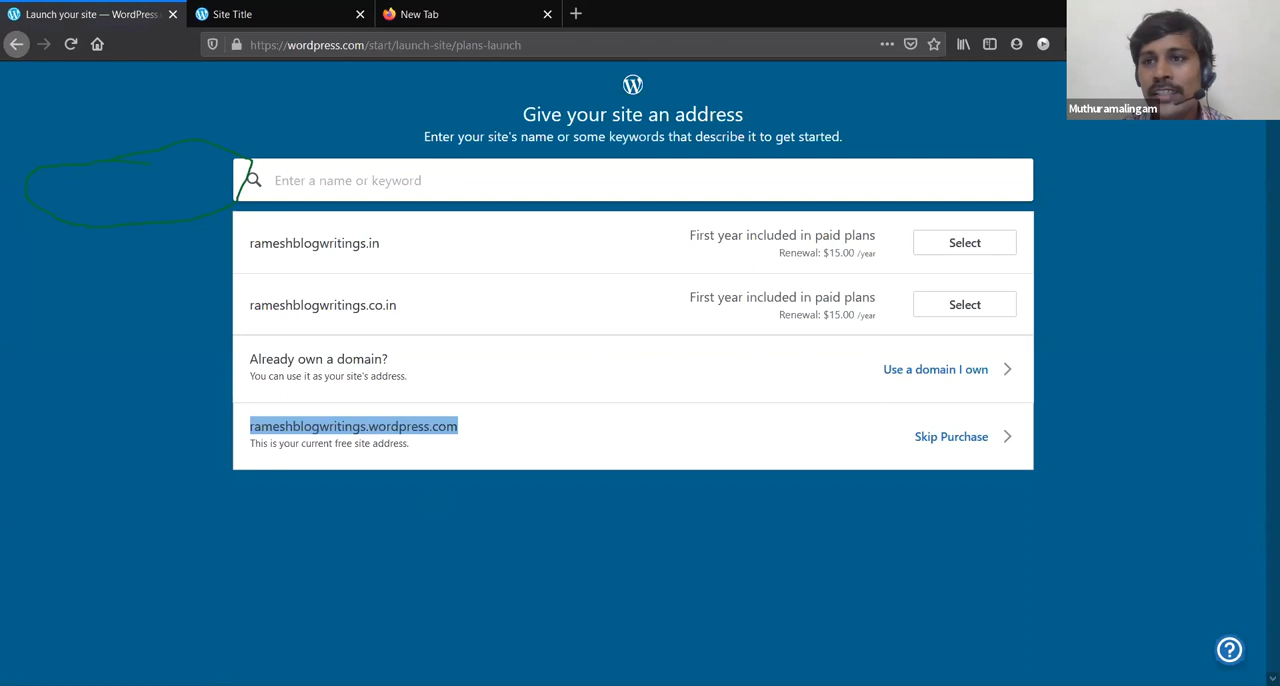 Launch your site — WordPress
Site Title
New Tab
https://wordpress.com/start/launch-site/plans-launch
Muthuramalingam
Give your site an address
Enter your site's name or some keywords that describe it to get started.
Enter a name or keyword
rameshblogwritings.in
First year included in paid plans
Renewal: $15.00 /year
Select
rameshblogwritings.co.in
First year included in paid plans
Renewal: $15.00 /year
Select
Already own a domain?
You can use it as your site's address.
Use a domain I own
rameshblogwritings.wordpress.com
This is your current free site address.
Skip Purchase